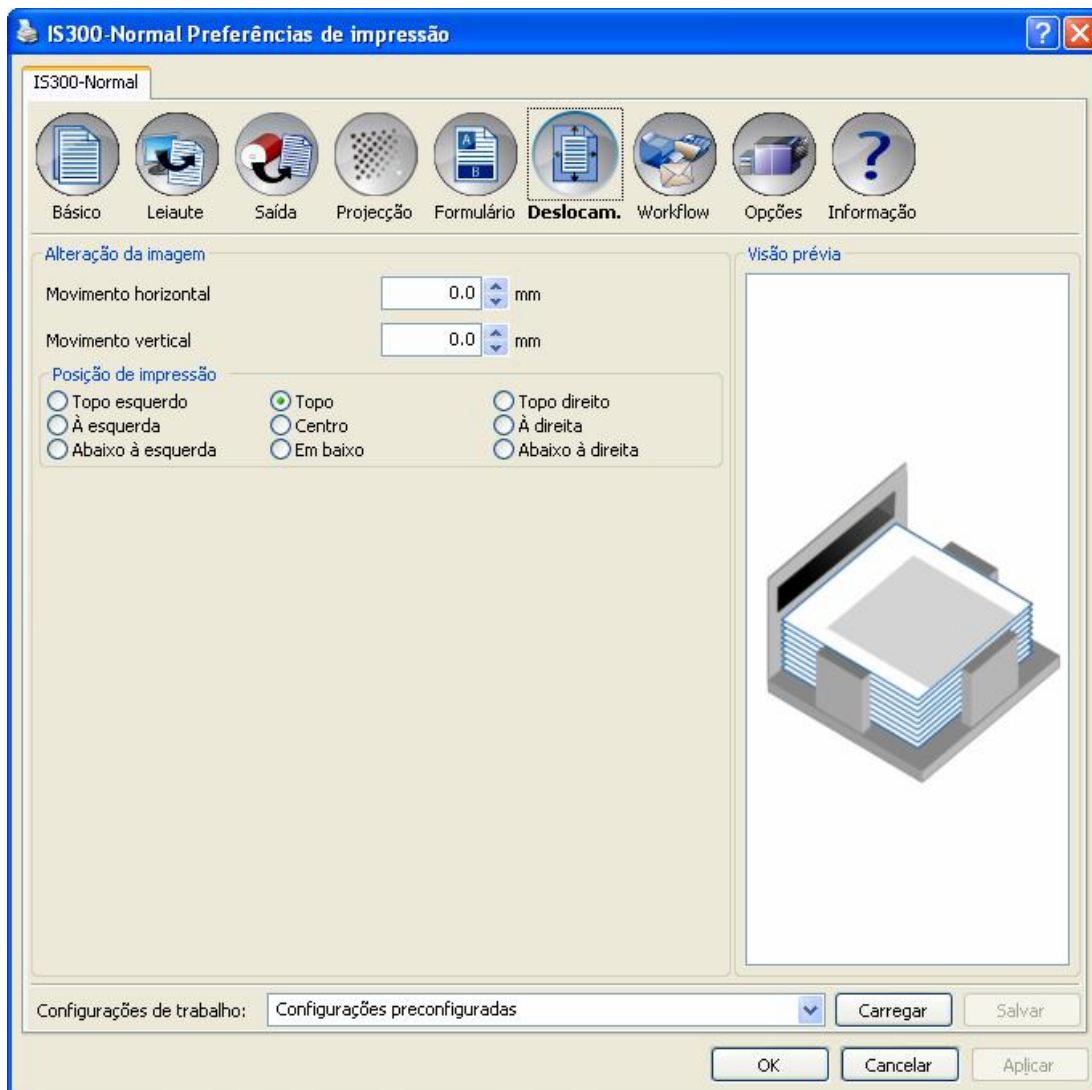 IS300-Normal Preferências de impressão
IS300-Normal
Básico Leiaute Saída Projecção Formulário Deslocam. Workflow Opções Informação
Alteração da imagem
Visão prévia
Movimento horizontal 0.0 mm
Movimento vertical 0.0 mm
Posição de impressão
Topo esquerdo Topo Topo direito
À esquerda Centro À direita
Abaixo à esquerda Em baixo Abaixo à direita
Configurações de trabalho: Configurações preconfiguradas Carregar Salvar
OK Cancelar Aplicar